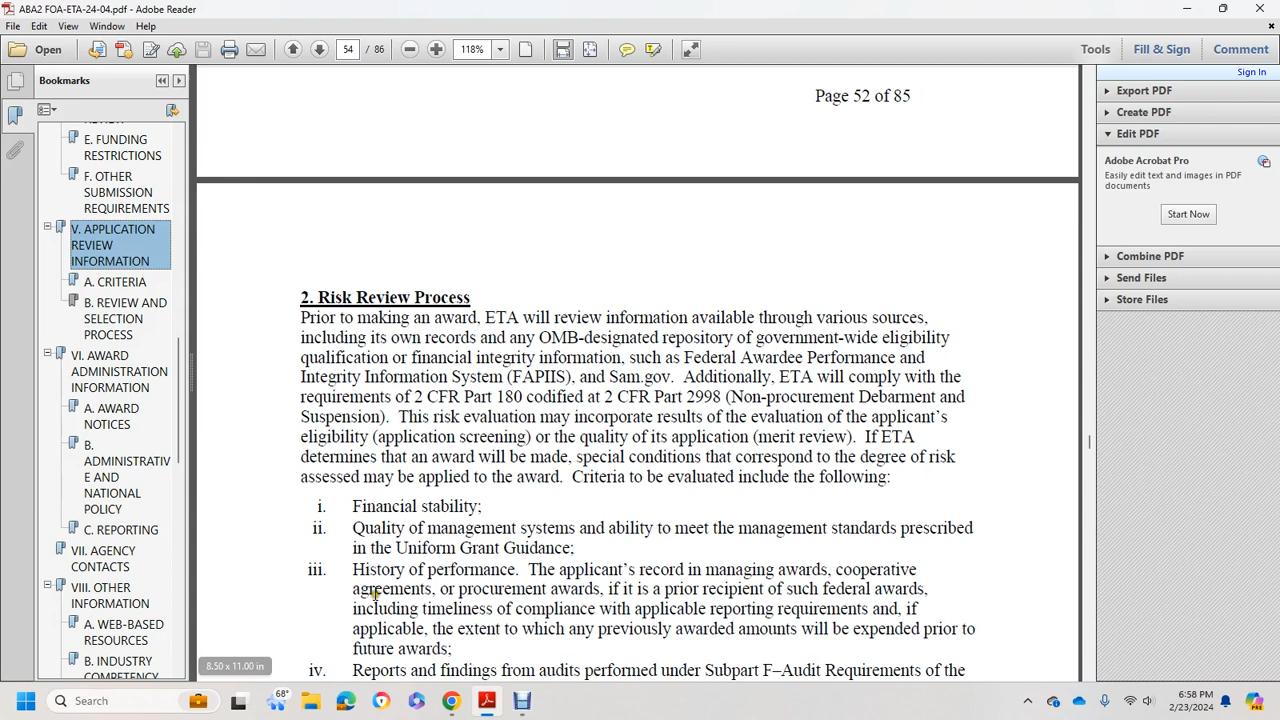 ABA2 FOA-ETA-24-04.pdf - Adobe Reader
File Edit View Window Help
Open 54 / 86 118% Tools Fill & Sign Comment
Sign In
Bookmarks
E. FUNDING
RESTRICTIONS
F. OTHER
SUBMISSION
REQUIREMENTS
V. APPLICATION
REVIEW
INFORMATION
A. CRITERIA
B. REVIEW AND
SELECTION
PROCESS
VI. AWARD
ADMINISTRATION
INFORMATION
A. AWARD
NOTICES
B.
ADMINISTRATIV
E AND
NATIONAL
POLICY
C. REPORTING
VII. AGENCY
CONTACTS
VIII. OTHER
INFORMATION
A. WEB-BASED
RESOURCES
B. INDUSTRY
Page 52 of 85
2. Risk Review Process
Prior to making an award, ETA will review information available through various sources,
including its own records and any OMB-designated repository of government-wide eligibility
qualification or financial integrity information, such as Federal Awardee Performance and
Integrity Information System (FAPIIS), and Sam.gov. Additionally, ETA will comply with the
requirements of 2 CFR Part 180 codified at 2 CFR Part 2998 (Non-procurement Debarment and
Suspension). This risk evaluation may incorporate results of the evaluation of the applicant's
eligibility (application screening) or the quality of its application (merit review). If ETA
determines that an award will be made, special conditions that correspond to the degree of risk
assessed may be applied to the award. Criteria to be evaluated include the following:
i. Financial stability;
ii. Quality of management systems and ability to meet the management standards prescribed
in the Uniform Grant Guidance;
iii. History of performance. The applicant's record in managing awards, cooperative
agreements, or procurement awards, if it is a prior recipient of such federal awards,
including timeliness of compliance with applicable reporting requirements and, if
applicable, the extent to which any previously awarded amounts will be expended prior to
future awards;
iv. Reports and findings from audits performed under Subpart F–Audit Requirements of the
8.50 x 11.00 in
Export PDF
Create PDF
Edit PDF
Adobe Acrobat Pro
Easily edit text and images in PDF
documents
Start Now
Combine PDF
Send Files
Store Files
Search
68°
6:58 PM
2/23/2024